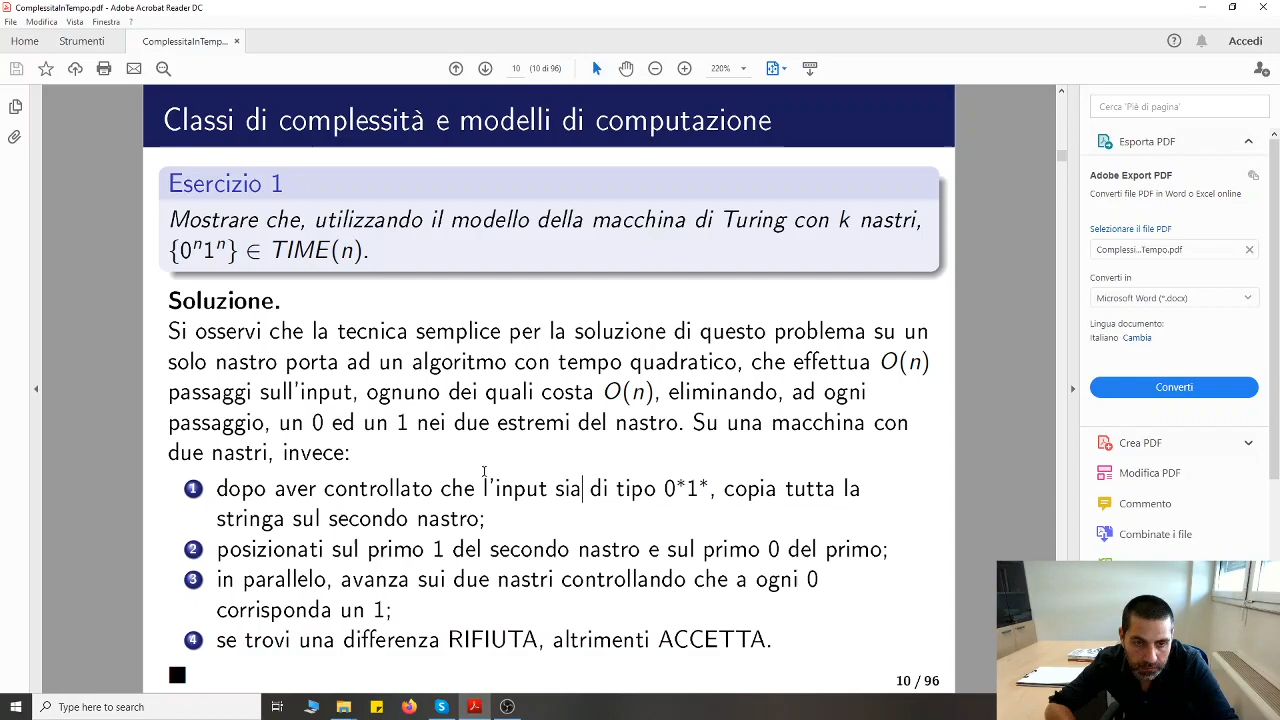 ComplessitaInTempo.pdf - Adobe Acrobat Reader DC
File Modifica Vista Finestra ?
Home Strumenti ComplessitaInTemp... × Accedi
10 (10 di 96) 220%
Classi di complessità e modelli di computazione
Esercizio 1
Mostrare che, utilizzando il modello della macchina di Turing con k nastri,
{0ⁿ1ⁿ} ∈ TIME(n).
Soluzione.
Si osservi che la tecnica semplice per la soluzione di questo problema su un
solo nastro porta ad un algoritmo con tempo quadratico, che effettua O(n)
passaggi sull'input, ognuno dei quali costa O(n), eliminando, ad ogni
passaggio, un 0 ed un 1 nei due estremi del nastro. Su una macchina con
due nastri, invece:
1 dopo aver controllato che l'input sia di tipo 0*1*, copia tutta la
stringa sul secondo nastro;
2 posizionati sul primo 1 del secondo nastro e sul primo 0 del primo;
3 in parallelo, avanza sui due nastri controllando che a ogni 0
corrisponda un 1;
4 se trovi una differenza RIFIUTA, altrimenti ACCETTA.
10 / 96
Cerca 'Piè di pagina'
Esporta PDF
Adobe Export PDF
Converti file PDF in Word o Excel online
Selezionare il file PDF
Complessi...Tempo.pdf ×
Converti in
Microsoft Word (*.docx)
Lingua documento:
Italiano Cambia
Converti
Crea PDF
Modifica PDF
Commento
Combinate i file
Type here to search